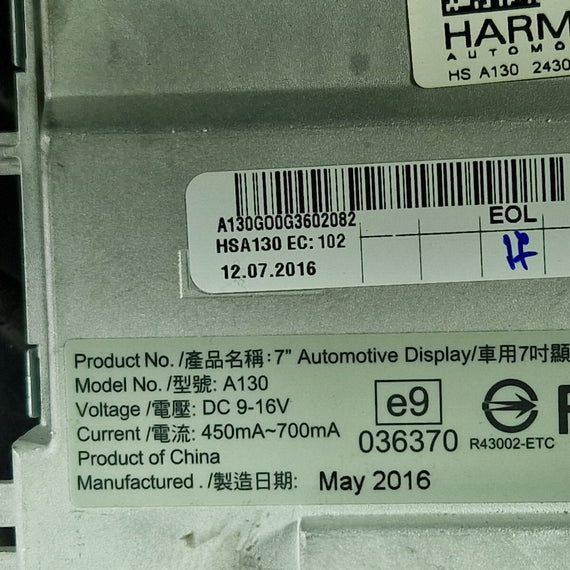 HARM
AUTOMO
HS A130 2430
A130G00G3602082
HSA130 EC: 102
EOL
12.07.2016
Product No. /產品名稱: 7" Automotive Display/車用7吋顯
Model No. /型號: A130
Voltage /電壓: DC 9-16V
Current /電流: 450mA~700mA
Product of China
Manufactured . /製造日期: May 2016
e9
036370
R43002-ETC